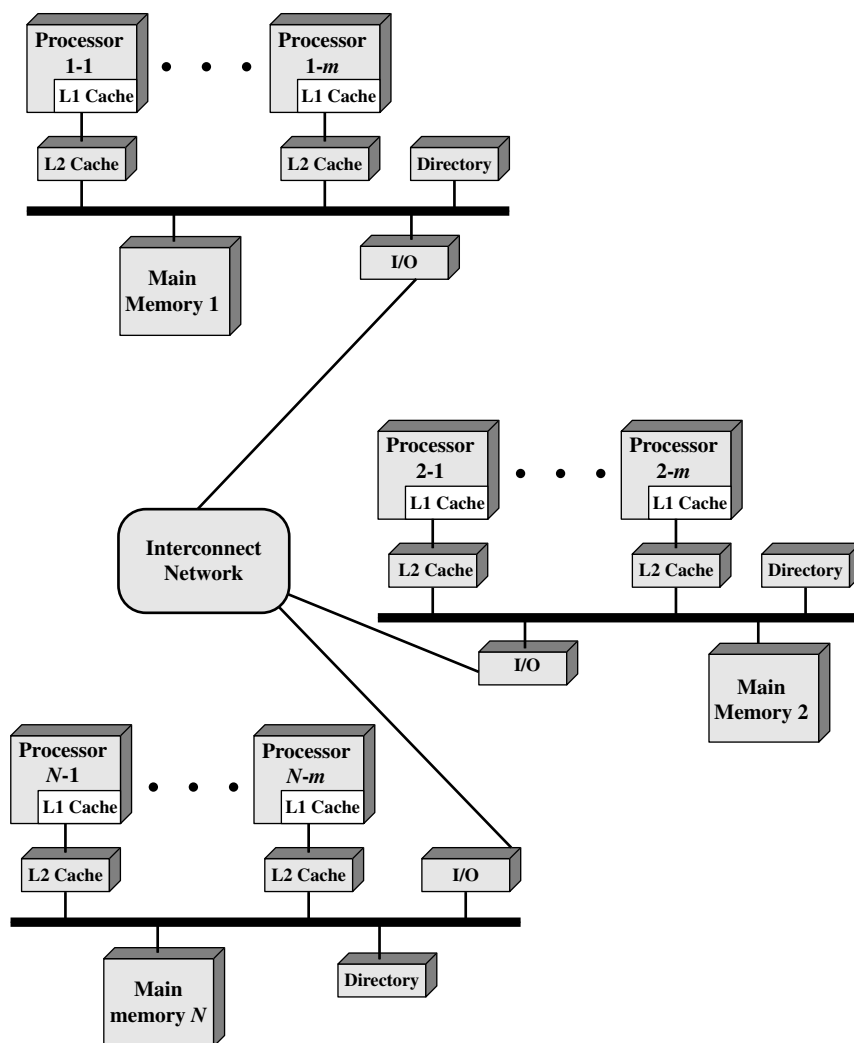 Processor
1-1
L1 Cache
Processor
1-m
L1 Cache
L2 Cache
L2 Cache
Directory
Main
Memory 1
I/O
Processor
2-1
L1 Cache
Processor
2-m
L1 Cache
Interconnect
Network
L2 Cache
L2 Cache
Directory
I/O
Main
Memory 2
Processor
N-1
L1 Cache
Processor
N-m
L1 Cache
L2 Cache
L2 Cache
I/O
Main
memory N
Directory